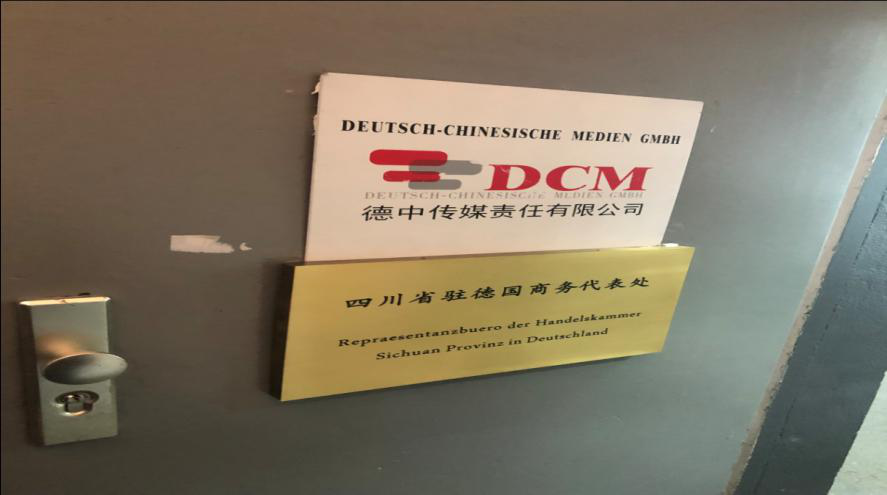 DEUTSCH-CHINESISCHE MEDIEN GMBH
DCM
DEUTSCH-CHINESISCHE MEDIEN GMBH
德中传媒责任有限公司
四川省驻德国商务代表处
Repraesentanzbuero der Handelskammer
Sichuan Provinz in Deutschland